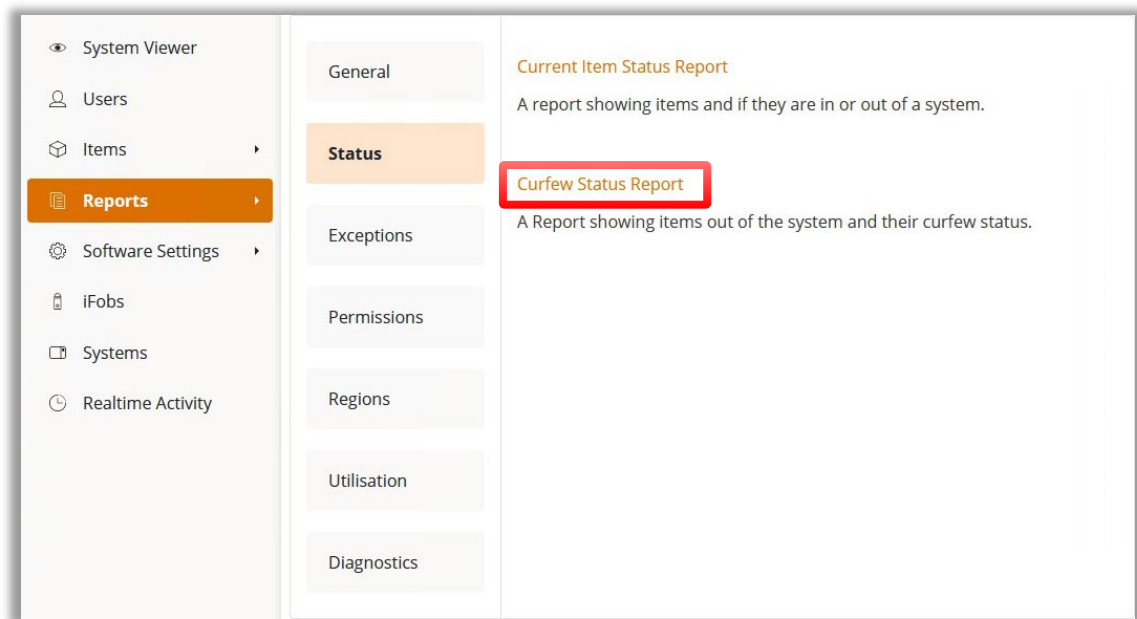 System Viewer
Users
Items
Reports
Software Settings
iFobs
Systems
Realtime Activity
General
Status
Exceptions
Permissions
Regions
Utilisation
Diagnostics
Current Item Status Report
A report showing items and if they are in or out of a system.
Curfew Status Report
A Report showing items out of the system and their curfew status.